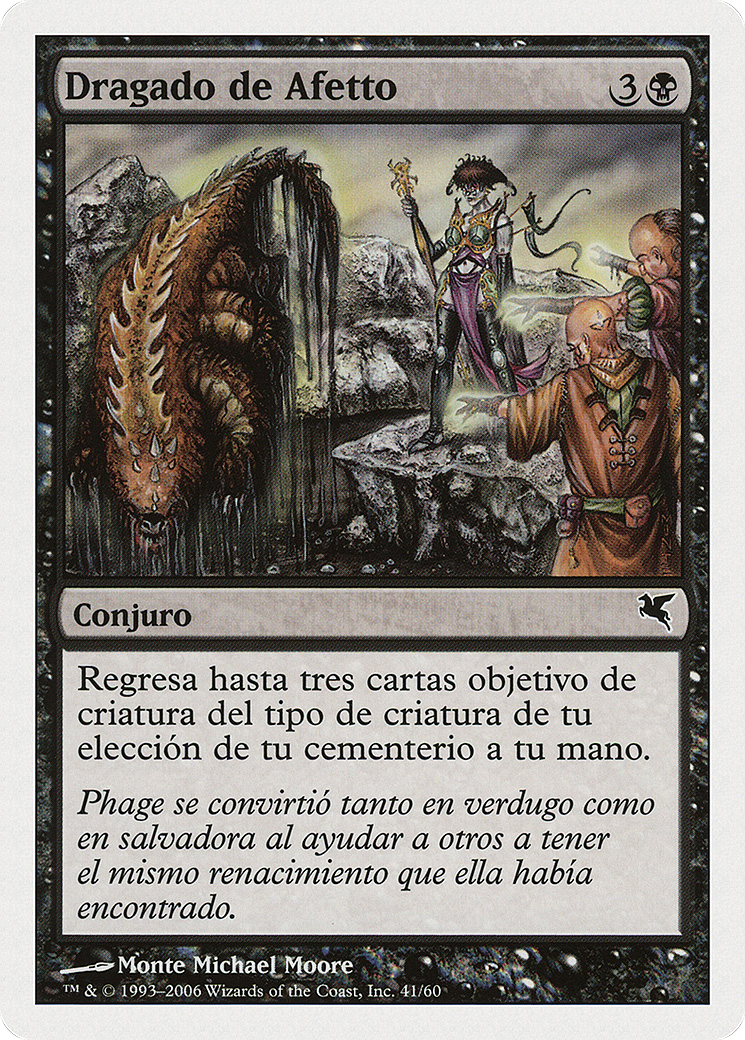 Dragado de Afetto
3
Conjuro
Regresa hasta tres cartas objetivo de
criatura del tipo de criatura de tu
elección de tu cementerio a tu mano.
Phage se convirtió tanto en verdugo como
en salvadora al ayudar a otros a tener
el mismo renacimiento que ella había
encontrado.
Monte Michael Moore
™ & © 1993–2006 Wizards of the Coast, Inc. 41/60